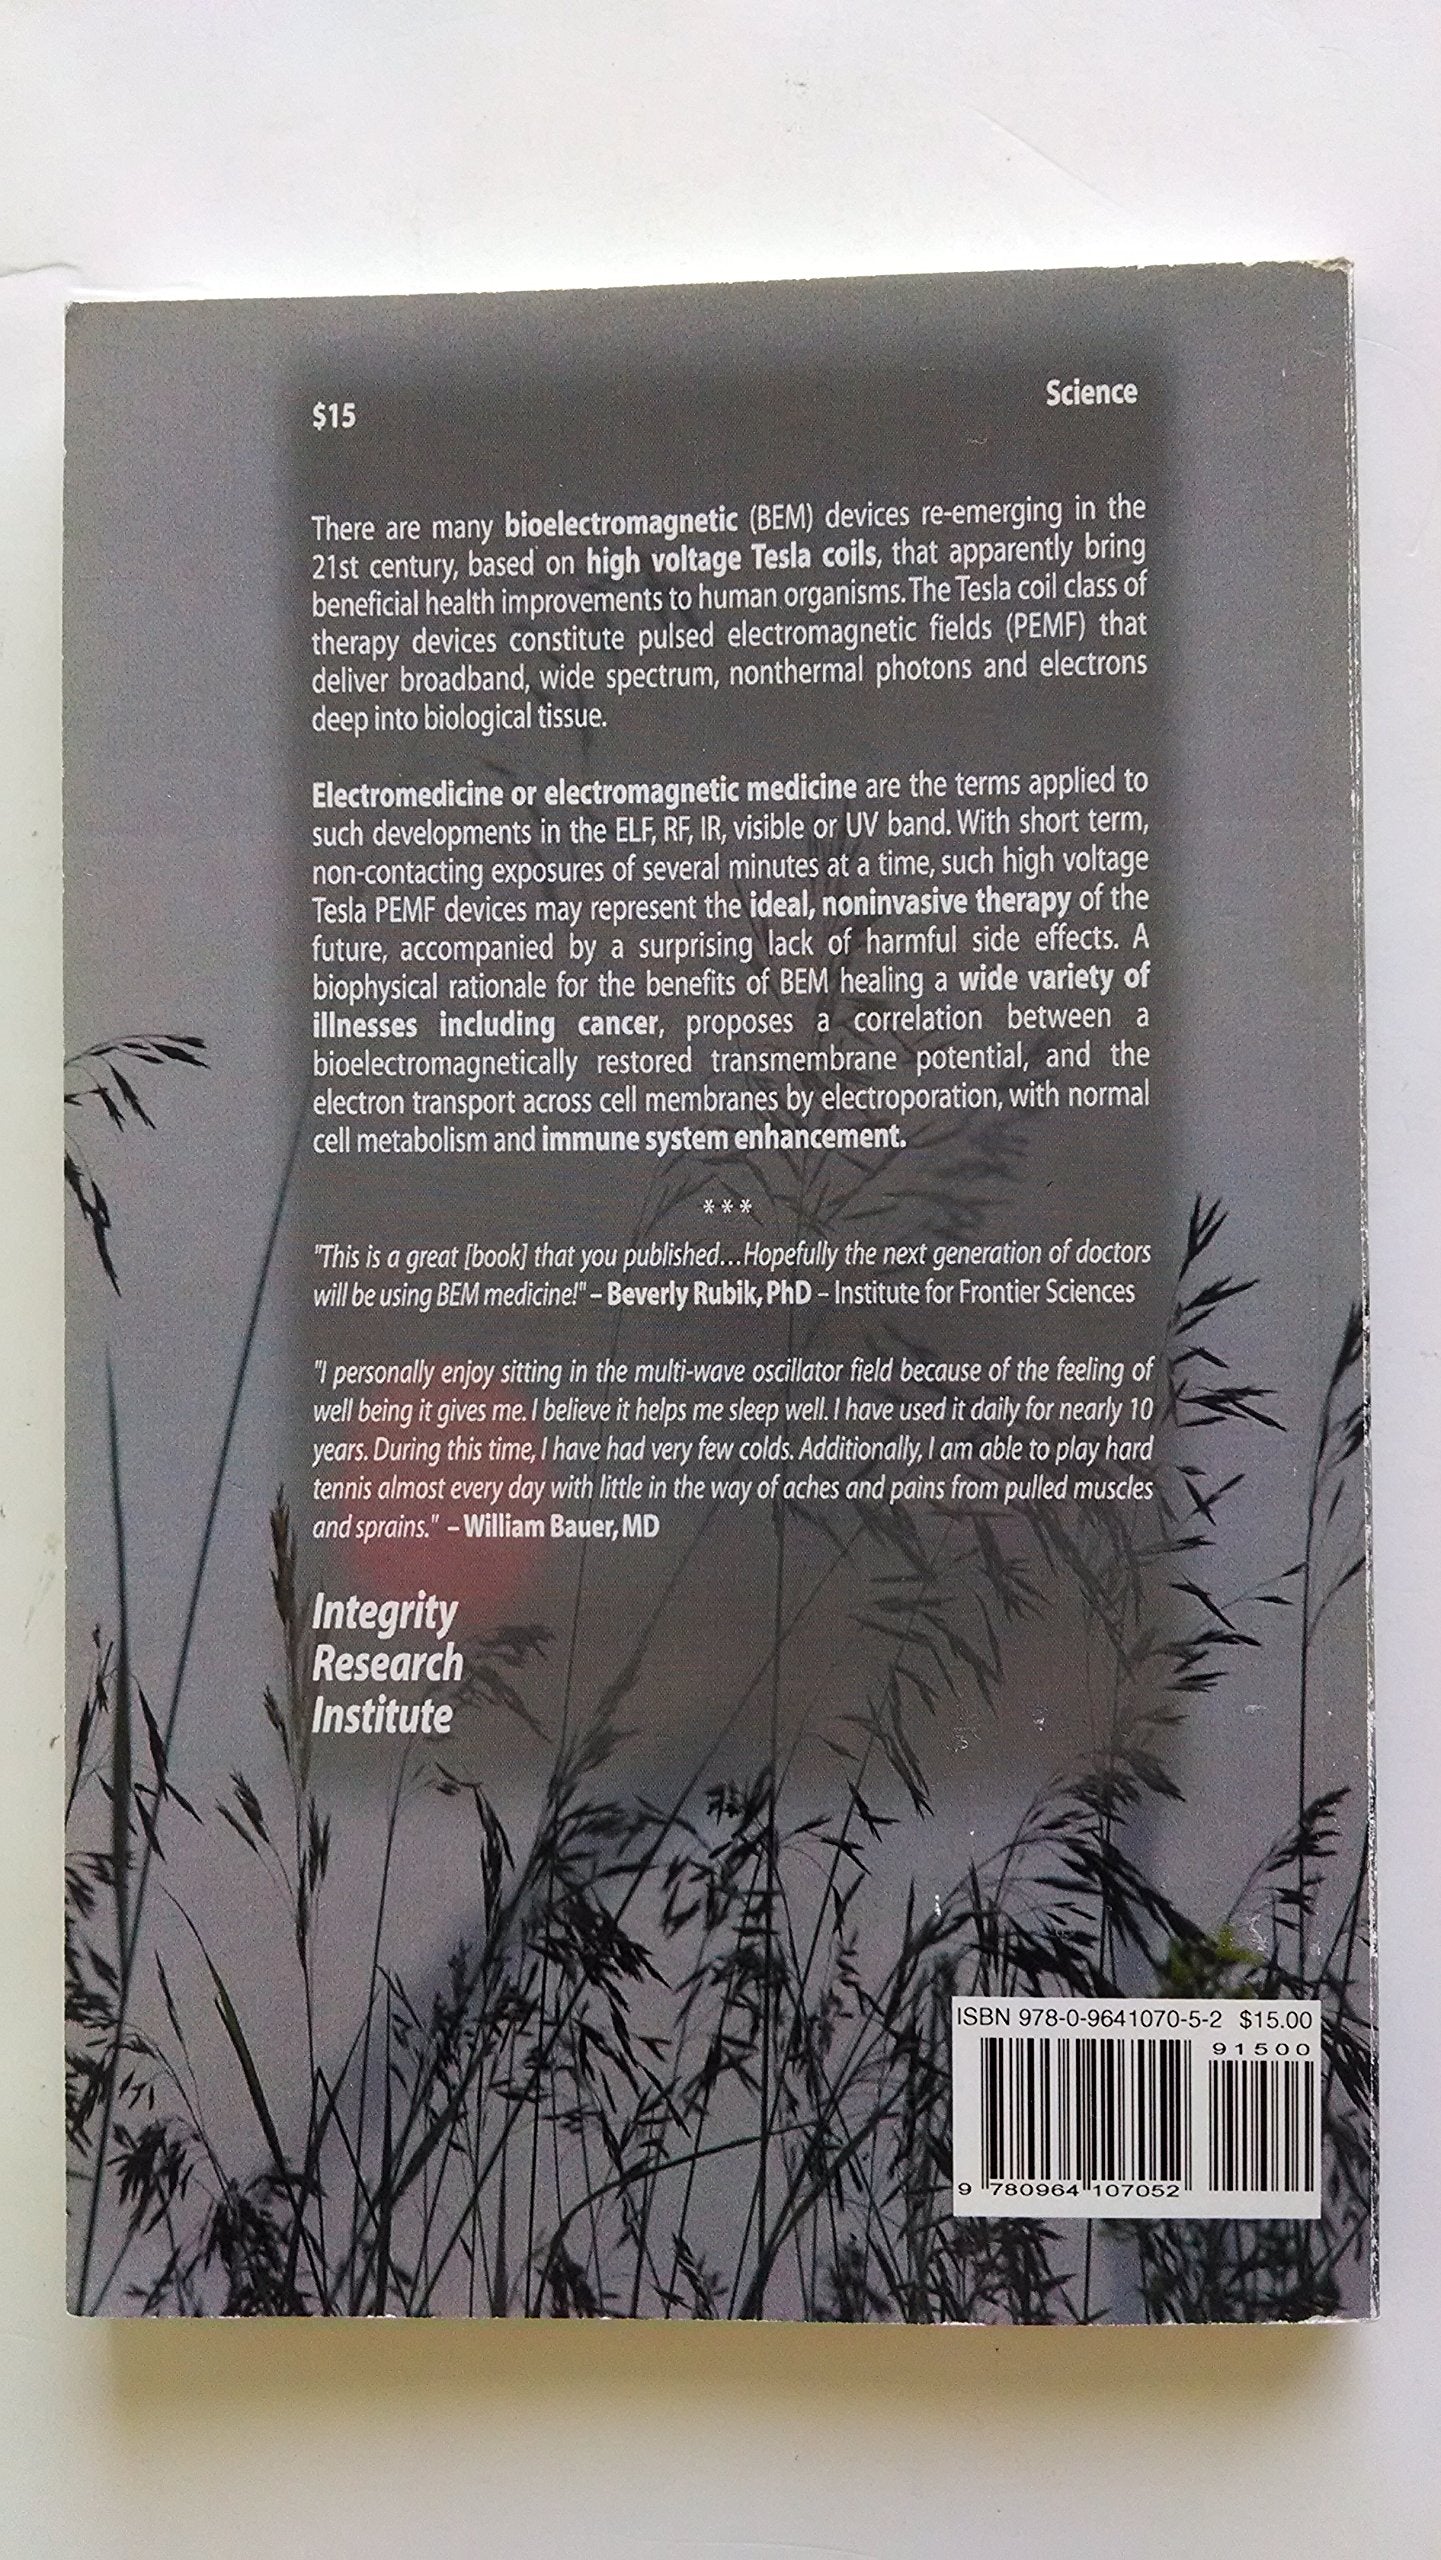 $15
Science
There are many bioelectromagnetic (BEM) devices re-emerging in the
21st century, based on high voltage Tesla coils, that apparently bring
beneficial health improvements to human organisms. The Tesla coil class of
therapy devices constitute pulsed electromagnetic fields (PEMF) that
deliver broadband, wide spectrum, nonthermal photons and electrons
deep into biological tissue.
Electromedicine or electromagnetic medicine are the terms applied to
such developments in the ELF, RF, IR, visible or UV band. With short term,
non-contacting exposures of several minutes at a time, such high voltage
Tesla PEMF devices may represent the ideal, noninvasive therapy of the
future, accompanied by a surprising lack of harmful side effects. A
biophysical rationale for the benefits of BEM healing a wide variety of
illnesses including cancer, proposes a correlation between a
bioelectromagnetically restored transmembrane potential, and the
electron transport across cell membranes by electroporation, with normal
cell metabolism and immune system enhancement.
***
"This is a great [book] that you published...Hopefully the next generation of doctors
will be using BEM medicine!" – Beverly Rubik, PhD – Institute for Frontier Sciences
"I personally enjoy sitting in the multi-wave oscillator field because of the feeling of
well being it gives me. I believe it helps me sleep well. I have used it daily for nearly 10
years. During this time, I have had very few colds. Additionally, I am able to play hard
tennis almost every day with little in the way of aches and pains from pulled muscles
and sprains." – William Bauer, MD
Integrity
Research
Institute
ISBN 978-0-9641070-5-2 $15.00
91500
9 780964 107052